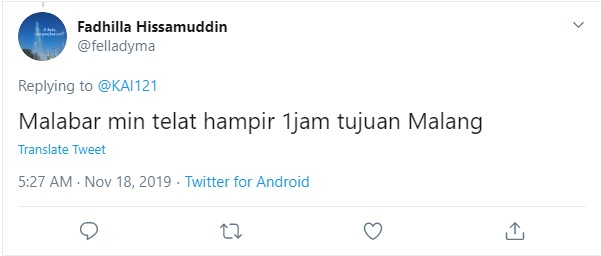 Fadhilla Hissamuddin
@felladyma
Replying to @KAI121
Malabar min telat hampir 1jam tujuan Malang
Translate Tweet
5:27 AM · Nov 18, 2019 · Twitter for Android